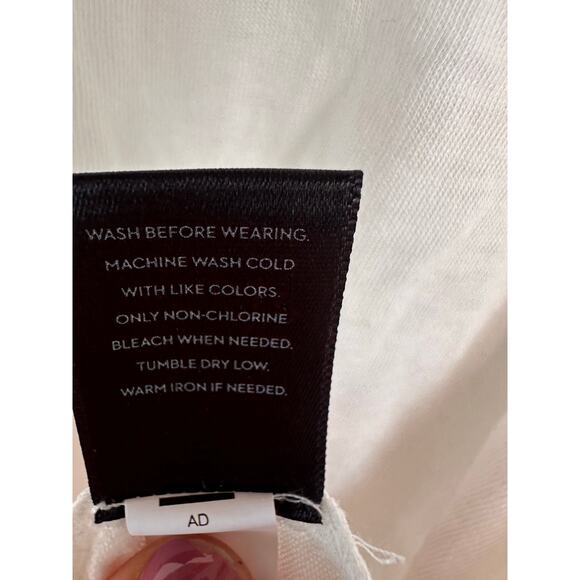 WASH BEFORE WEARING.
MACHINE WASH COLD
WITH LIKE COLORS.
ONLY NON-CHLORINE
BLEACH WHEN NEEDED.
TUMBLE DRY LOW.
WARM IRON IF NEEDED.
AD